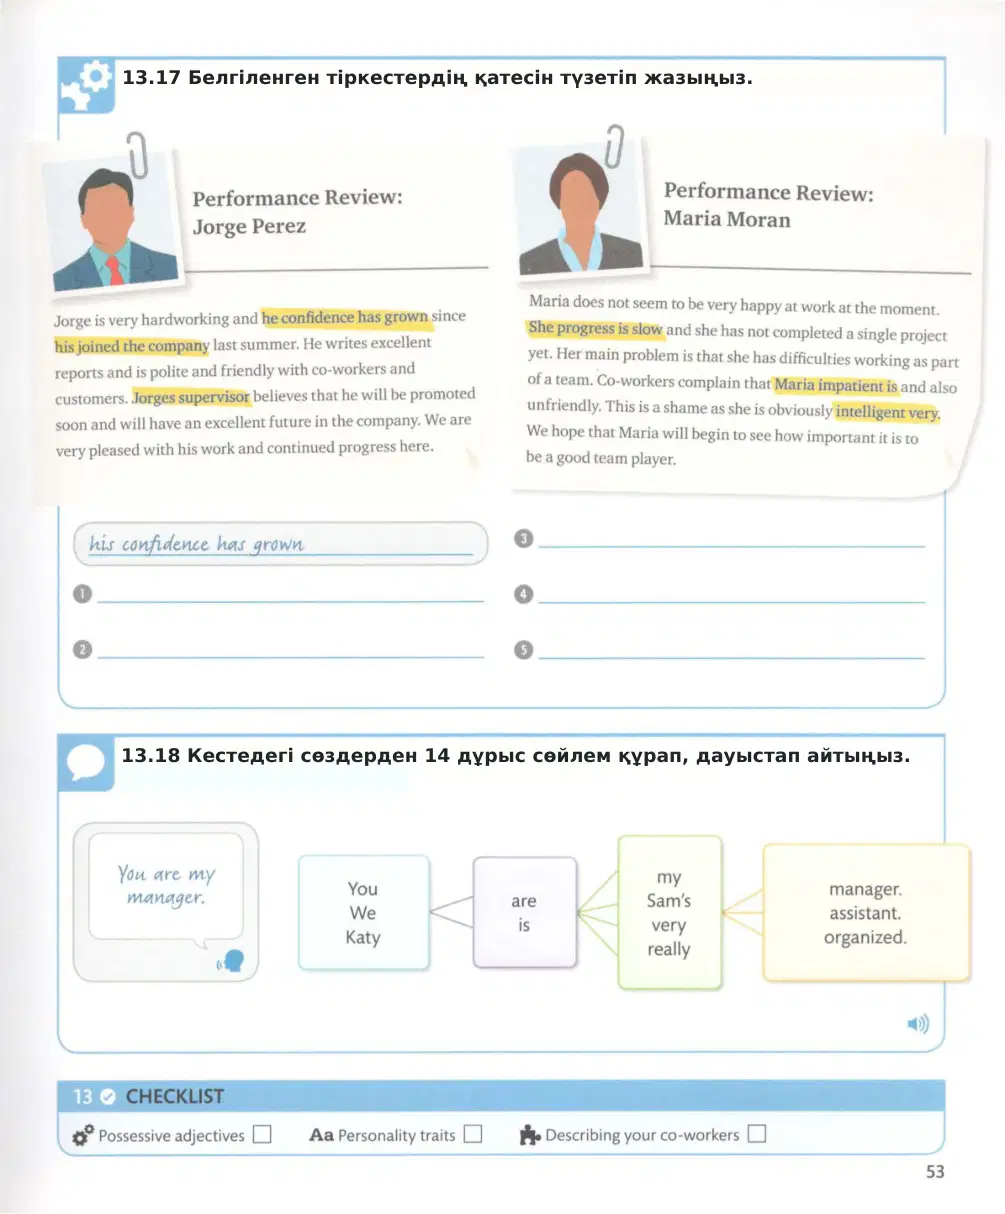 13.17 Белгіленген тіркестердің қатесін түзетіп жазыңыз.
Performance Review:
Jorge Perez
Jorge is very hardworking and he confidence has grown since
his joined the company last summer. He writes excellent
reports and is polite and friendly with co-workers and
customers. Jorges supervisor believes that he will be promoted
soon and will have an excellent future in the company. We are
very pleased with his work and continued progress here.
Performance Review:
Maria Moran
Maria does not seem to be very happy at work at the moment.
She progress is slow and she has not completed a single project
yet. Her main problem is that she has difficulties working as part
of a team. Co-workers complain that Maria impatient is and also
unfriendly. This is a shame as she is obviously intelligent very.
We hope that Maria will begin to see how important it is to
be a good team player.
his confidence has grown
1
2
3
4
5
13.18 Кестедегі сөздерден 14 дұрыс сөйлем құрап, дауыстап айтыңыз.
You are my
manager.
You
We
Katy
are
is
my
Sam's
very
really
manager.
assistant.
organized.
13 CHECKLIST
Possessive adjectives
Aa Personality traits
Describing your co-workers
53